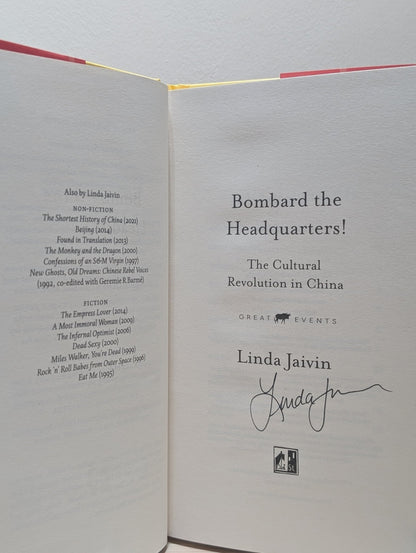 Also by Linda Jaivin
NON-FICTION
The Shortest History of China (2021)
Beijing (2014)
Found in Translation (2013)
The Monkey and the Dragon (2000)
Confessions of an S&M Virgin (1997)
New Ghosts, Old Dreams: Chinese Rebel Voices
(1992, co-edited with Geremie R Barmé)
FICTION
The Empress Lover (2014)
A Most Immoral Woman (2009)
The Infernal Optimist (2006)
Dead Sexy (2000)
Miles Walker, You're Dead (1999)
Rock 'n' Roll Babes from Outer Space (1996)
Eat Me (1995)
Bombard the
Headquarters!
The Cultural
Revolution in China
GREAT EVENTS
Linda Jaivin
Linda J